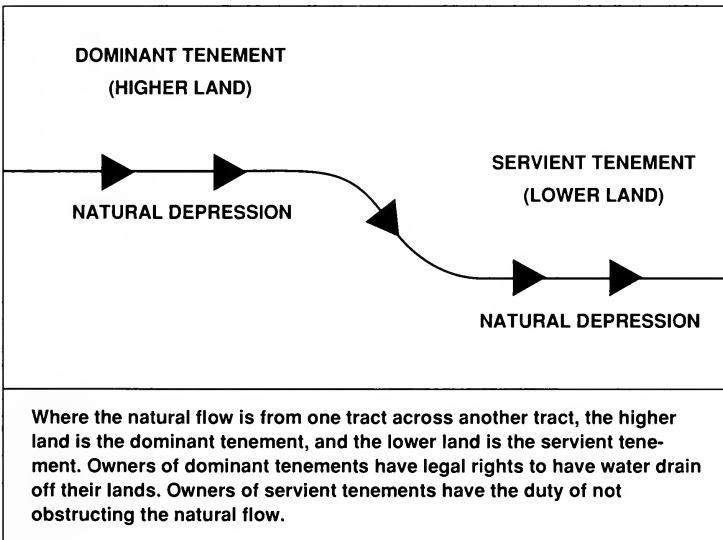 DOMINANT TENEMENT
(HIGHER LAND)
SERVIENT TENEMENT
(LOWER LAND)
NATURAL DEPRESSION
NATURAL DEPRESSION
Where the natural flow is from one tract across another tract, the higher
land is the dominant tenement, and the lower land is the servient tene-
ment. Owners of dominant tenements have legal rights to have water drain
off their lands. Owners of servient tenements have the duty of not
obstructing the natural flow.